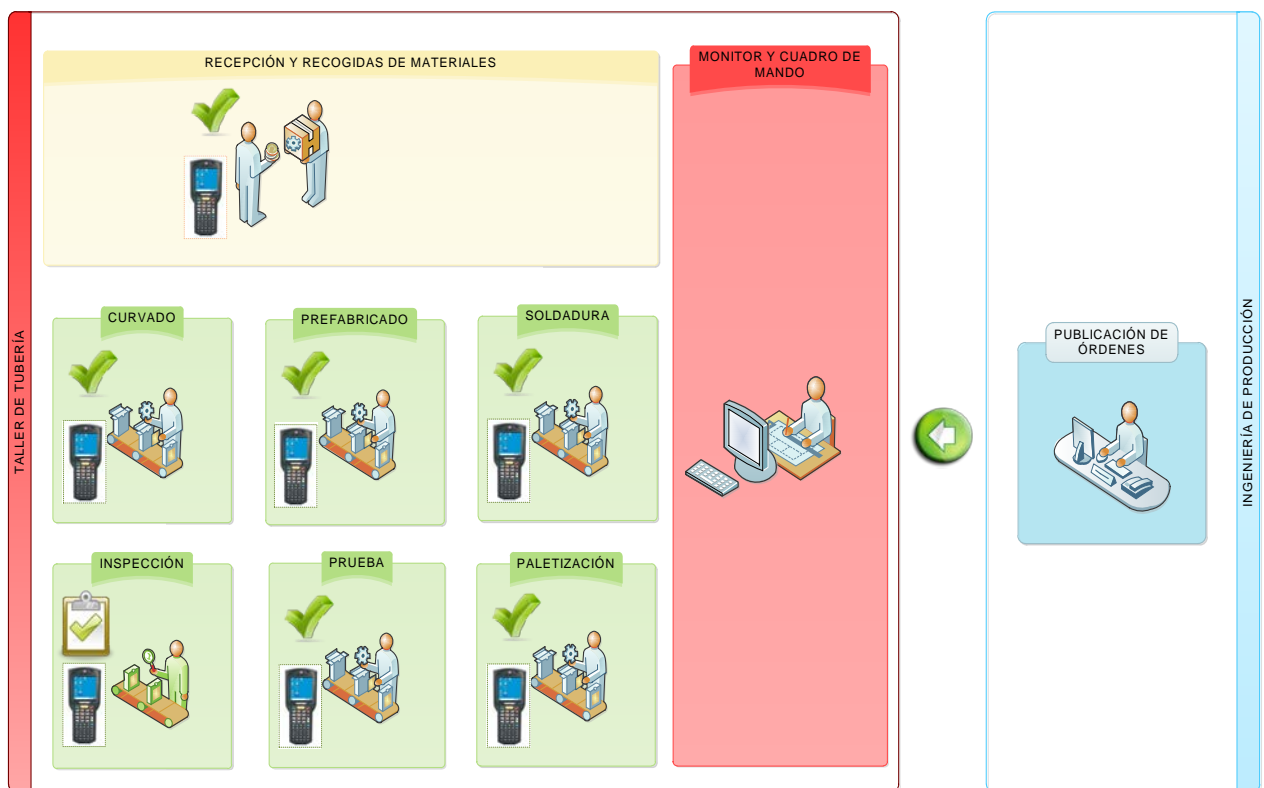 TALLER DE TUBERÍA
RECEPCIÓN Y RECOGIDAS DE MATERIALES
MONITOR Y CUADRO DE
MANDO
CURVADO
PREFABRICADO
SOLDADURA
INSPECCIÓN
PRUEBA
PALETIZACIÓN
PUBLICACIÓN DE
ÓRDENES
INGENIERÍA DE PRODUCCIÓN